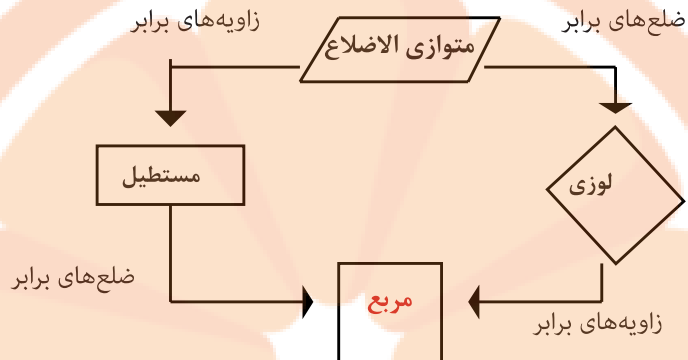 ضلع‌های برابر
زاویه‌های برابر
متوازی الاضلاع
لوزی
مستطیل
ضلع‌های برابر
مربع
زاویه‌های برابر